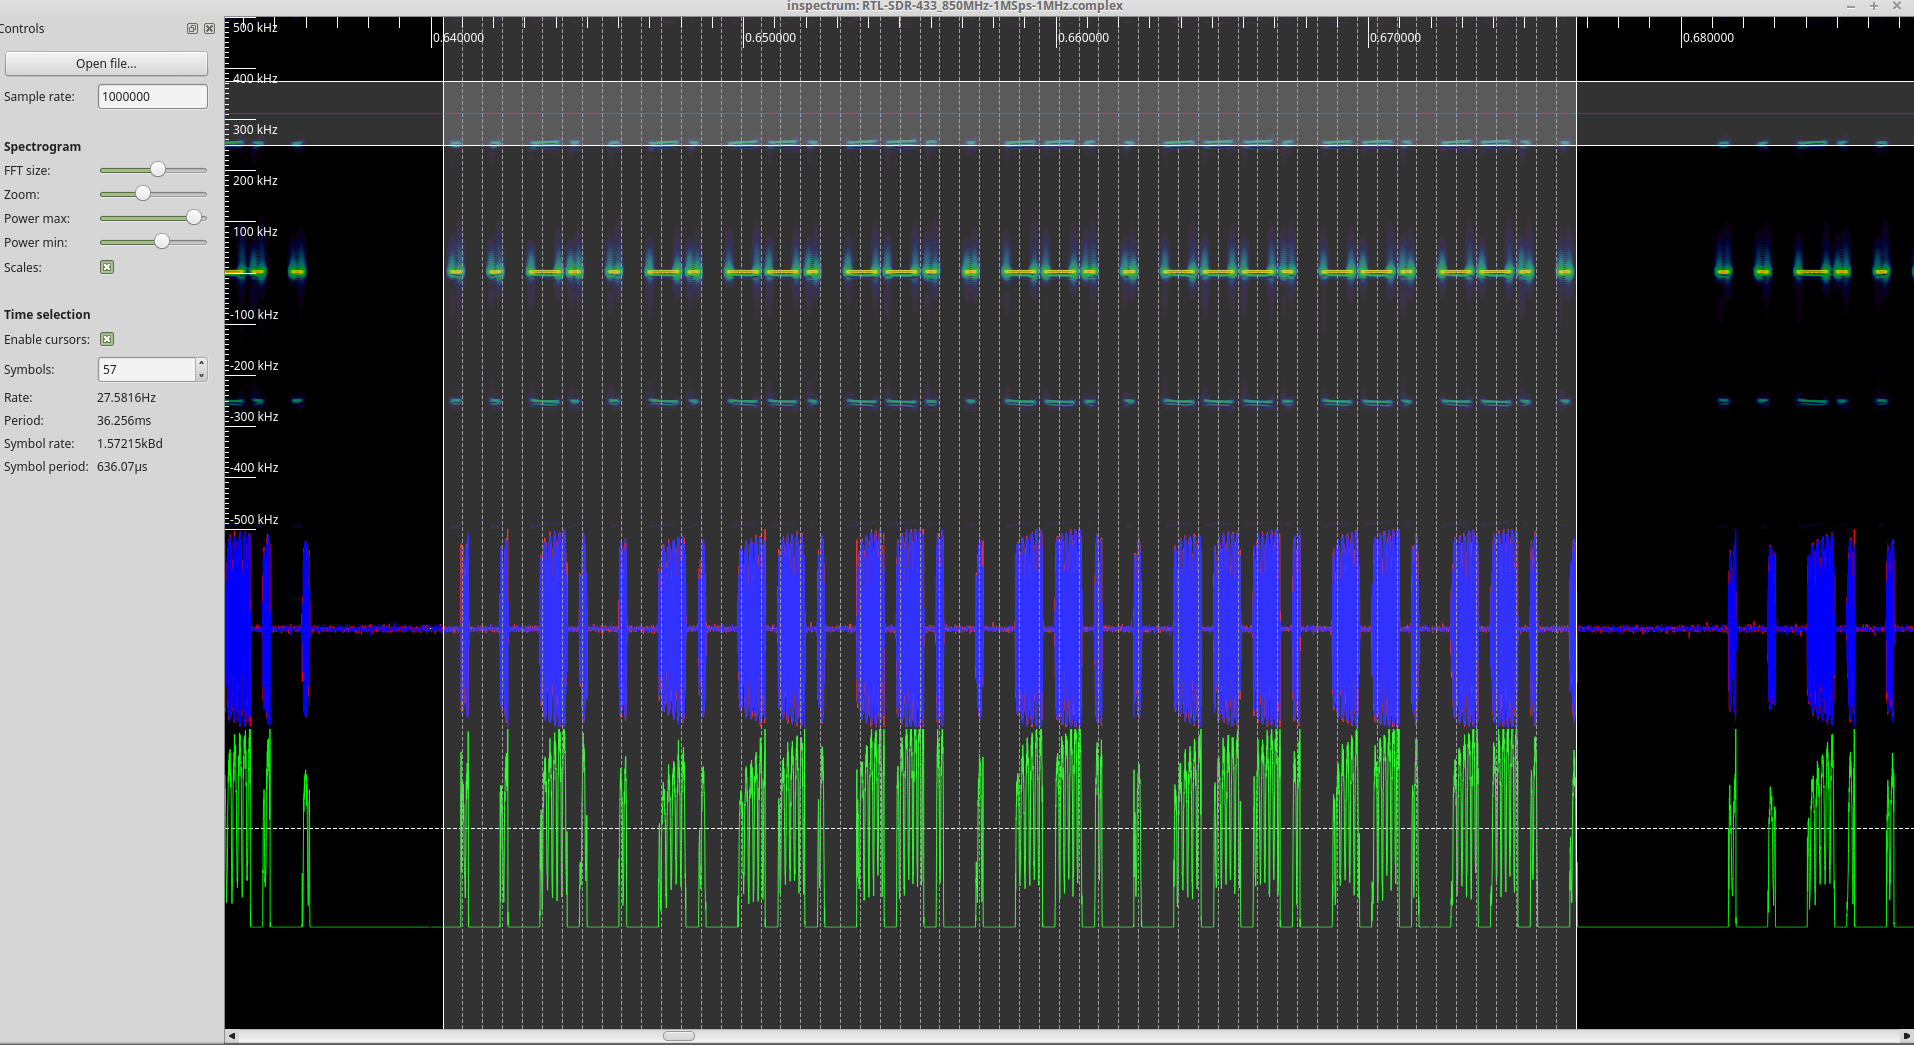 inspectrum: RTL-SDR-433_850MHz-1MSps-1MHz.complex
Controls
Open file...
Sample rate: 1000000
Spectrogram
FFT size:
Zoom:
Power max:
Power min:
Scales:
Time selection
Enable cursors:
Symbols: 57
Rate: 27.5816Hz
Period: 36.256ms
Symbol rate: 1.57215kBd
Symbol period: 636.07µs
0.640000 0.650000 0.660000 0.670000 0.680000
500 kHz
400 kHz
300 kHz
200 kHz
100 kHz
-100 kHz
-200 kHz
-300 kHz
-400 kHz
-500 kHz